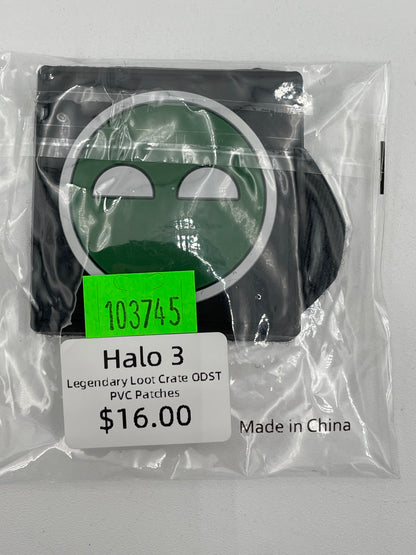 103745
Halo 3
Legendary Loot Crate ODST
PVC Patches
$16.00
Made in China